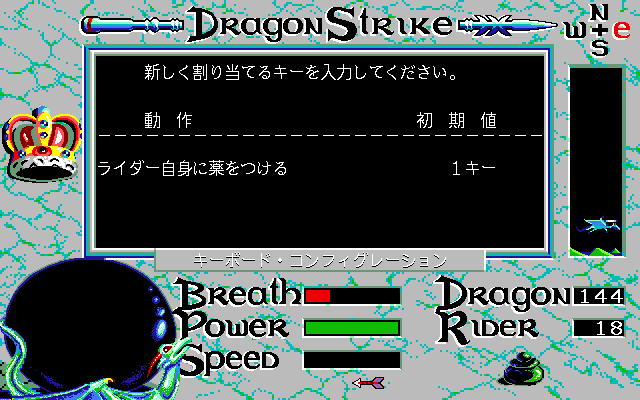 DragonStrike
N
W+e
S
新しく割り当てるキーを入力してください。
動 作 初 期 値
ライダー自身に薬をつける 1キー
キーボード・コンフィグレーション
Breath
Power
Speed
Dragon 144
Rider 18